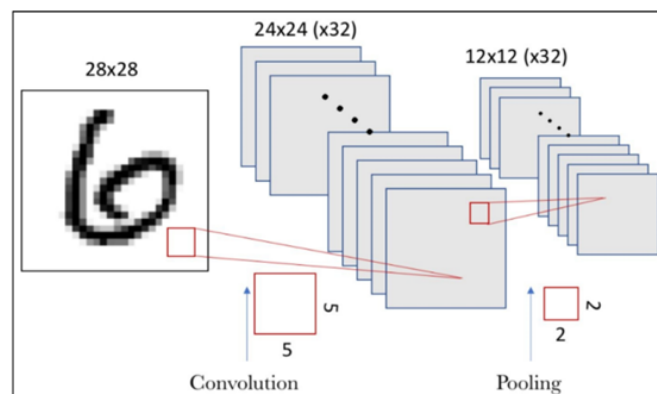 24x24 (x32)
12x12 (x32)
28x28
5
5
2
2
Convolution
Pooling